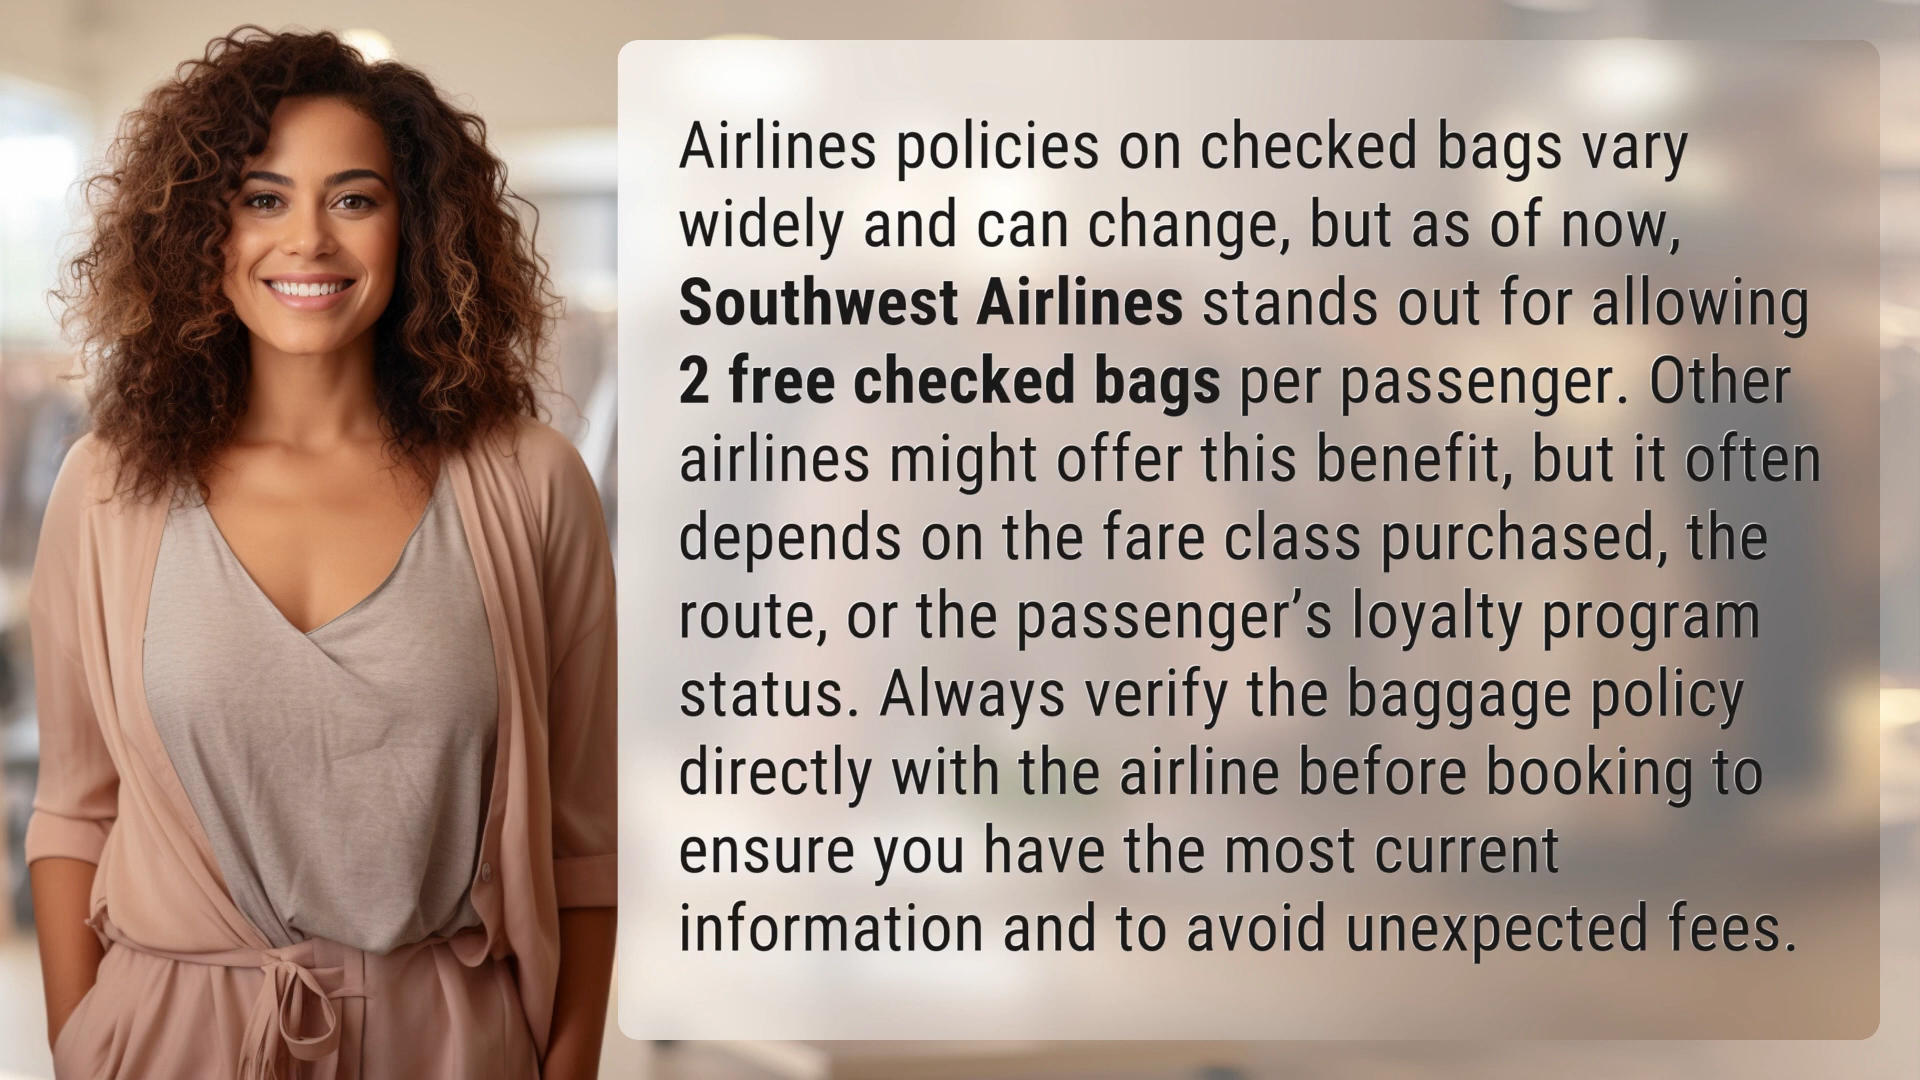 Airlines policies on checked bags vary
widely and can change, but as of now,
Southwest Airlines stands out for allowing
2 free checked bags per passenger. Other
airlines might offer this benefit, but it often
depends on the fare class purchased, the
route, or the passenger’s loyalty program
status. Always verify the baggage policy
directly with the airline before booking to
ensure you have the most current
information and to avoid unexpected fees.